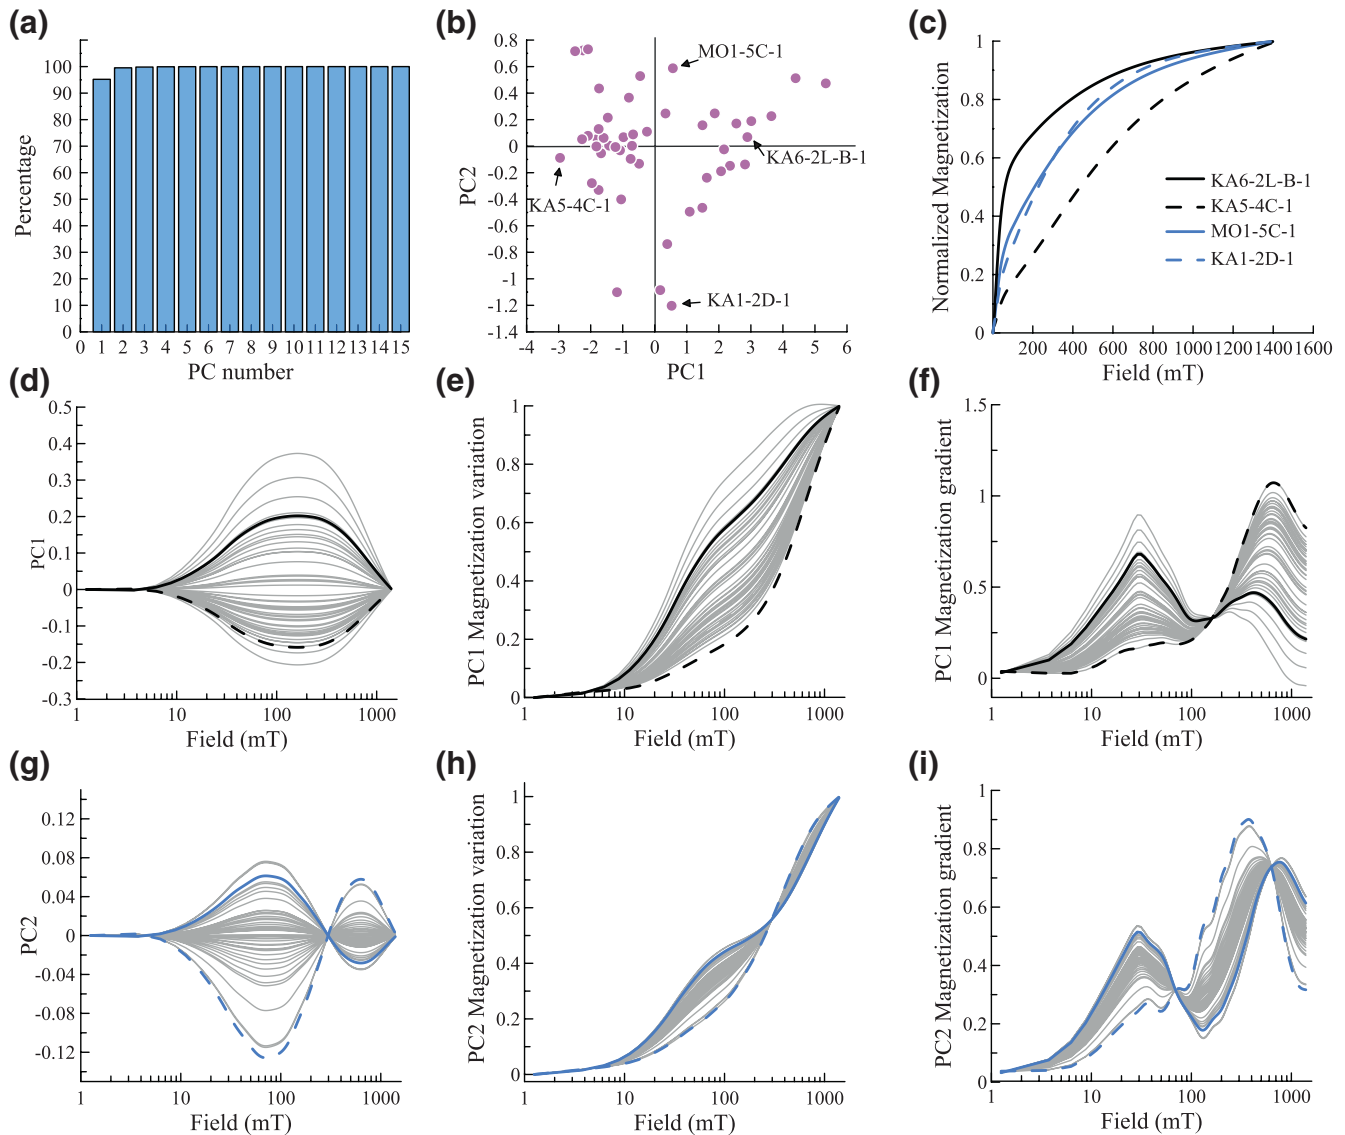 (a)
100
90
80
70
60
50
40
30
20
10
0
Percentage
0 1 2 3 4 5 6 7 8 9 10 11 12 13 14 15
PC number
(b)
0.8
0.6
0.4
0.2
0
-0.2
-0.4
-0.6
-0.8
-1
-1.2
-1.4
PC2
MO1-5C-1
KA6-2L-B-1
KA5-4C-1
KA1-2D-1
-4 -3 -2 -1 0 1 2 3 4 5 6
PC1
(c)
1
0.8
0.6
0.4
0.2
0
Normalized Magnetization
KA6-2L-B-1
KA5-4C-1
MO1-5C-1
KA1-2D-1
200 400 600 800 1000 1200 1400 1600
Field (mT)
(d)
0.5
0.4
0.3
0.2
0.1
0
-0.1
-0.2
-0.3
PC1
1 10 100 1000
Field (mT)
(e)
1
0.8
0.6
0.4
0.2
0
PC1 Magnetization variation
1 10 100 1000
Field (mT)
(f)
1.5
1
0.5
0
PC1 Magnetization gradient
1 10 100 1000
Field (mT)
(g)
0.12
0.08
0.04
0
-0.04
-0.08
-0.12
PC2
1 10 100 1000
Field (mT)
(h)
1
0.8
0.6
0.4
0.2
0
PC2 Magnetization variation
1 10 100 1000
Field (mT)
(i)
1
0.8
0.6
0.4
0.2
0
PC2 Magnetization gradient
1 10 100 1000
Field (mT)